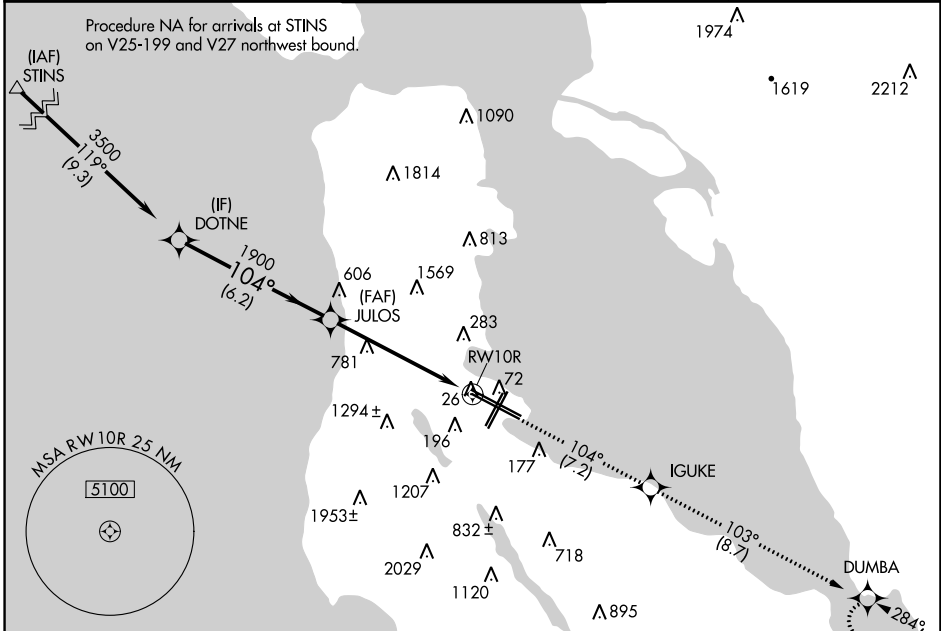 Procedure NA for arrivals at STINS
on V25-199 and V27 northwest bound.
1974
(IAF)
STINS
1619
2212
1090
3500
119°
(9.3)
1814
(IF)
DOTNE
813
1900
104°
(6.2)
606
1569
(FAF)
JULOS
283
RW10R
781
72
26
1294 ±
196
104°
(7.2)
177
IGUKE
MSA RW 10R 25 NM
5100
1207
1953±
832 ±
103°
(8.7)
718
2029
DUMBA
1120
895
284°